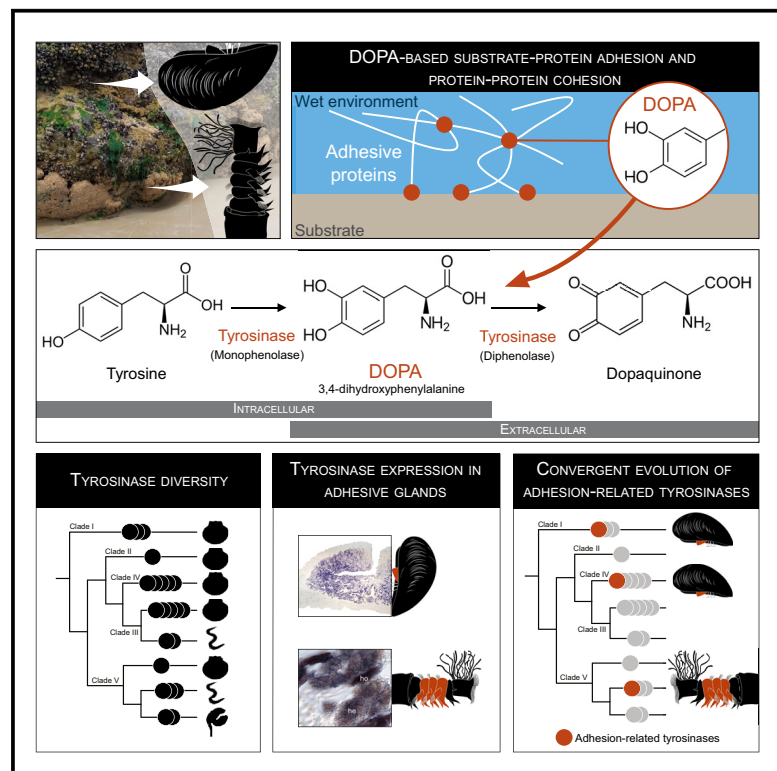 DOPA-BASED SUBSTRATE-PROTEIN ADHESION AND
PROTEIN-PROTEIN COHESION
Wet environment
Adhesive
proteins
Substrate
DOPA
HO
HO
HO
Tyrosine
O
OH
NH2
Tyrosinase
(Monophenolase)
HO
HO
O
OH
NH2
DOPA
3,4-dihydroxyphenylalanine
Tyrosinase
(Diphenolase)
O
O
COOH
NH2
Dopaquinone
INTRACELLULAR
EXTRACELLULAR
TYROSINASE DIVERSITY
Clade I
Clade II
Clade IV
Clade III
Clade V
TYROSINASE EXPRESSION IN
ADHESIVE GLANDS
ho
he
CONVERGENT EVOLUTION OF
ADHESION-RELATED TYROSINASES
Clade I
Clade II
Clade IV
Clade III
Clade V
Adhesion-related tyrosinases